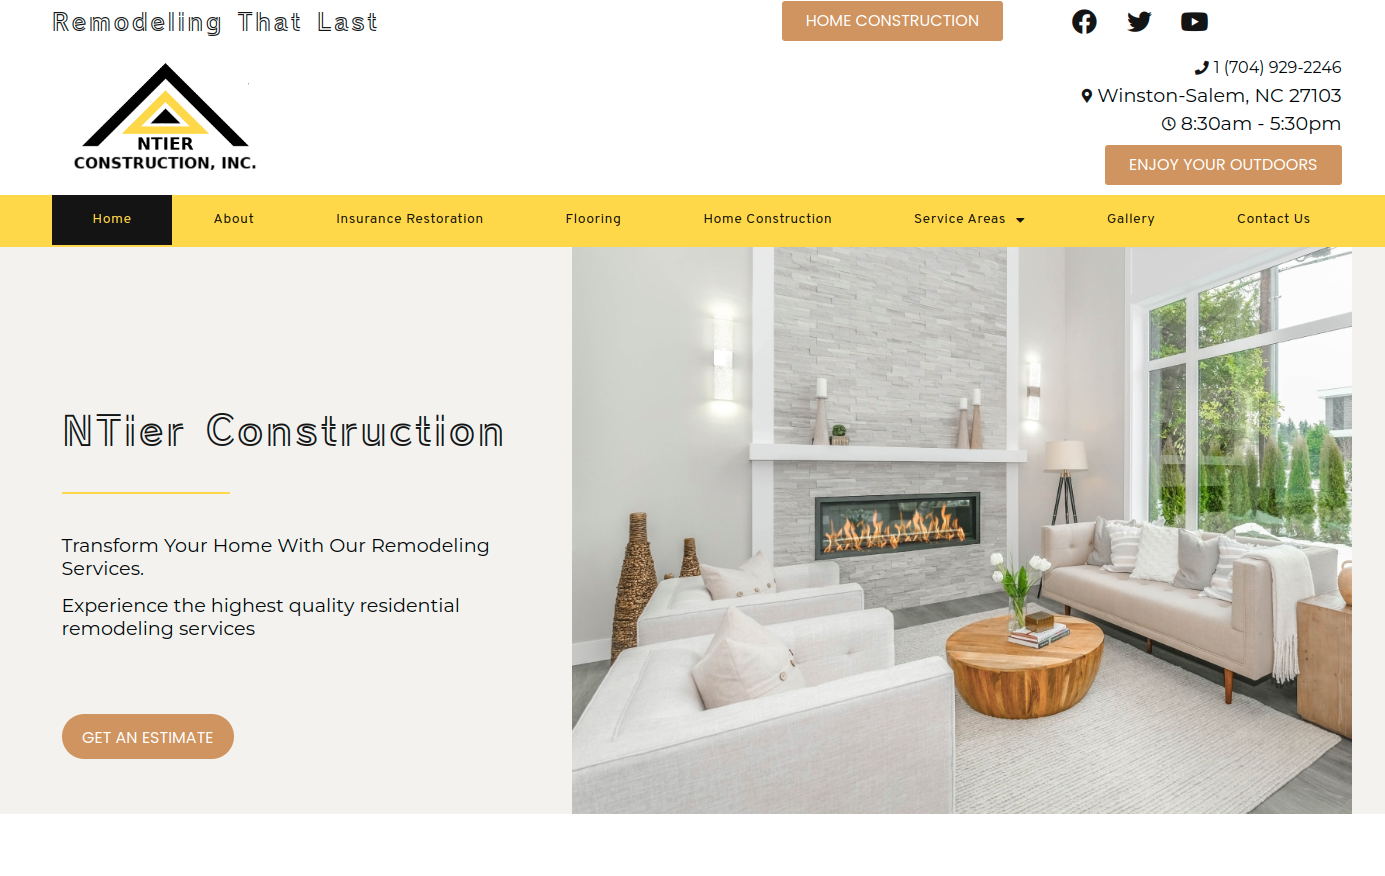 Remodeling That Last
HOME CONSTRUCTION
1 (704) 929-2246
Winston-Salem, NC 27103
8:30am - 5:30pm
ENJOY YOUR OUTDOORS
NTIER
CONSTRUCTION, INC.
Home
About
Insurance Restoration
Flooring
Home Construction
Service Areas
Gallery
Contact Us
NTier Construction
Transform Your Home With Our Remodeling
Services.
Experience the highest quality residential
remodeling services
GET AN ESTIMATE